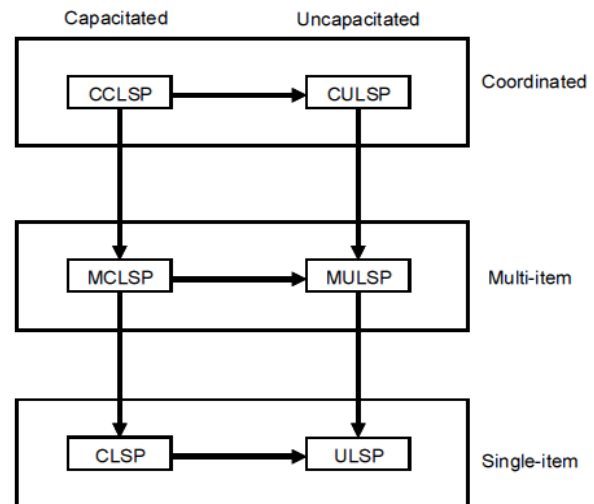 Capacitated Uncapacitated
CCLSP CULSP Coordinated
MCLSP MULSP Multi-item
CLSP ULSP Single-item